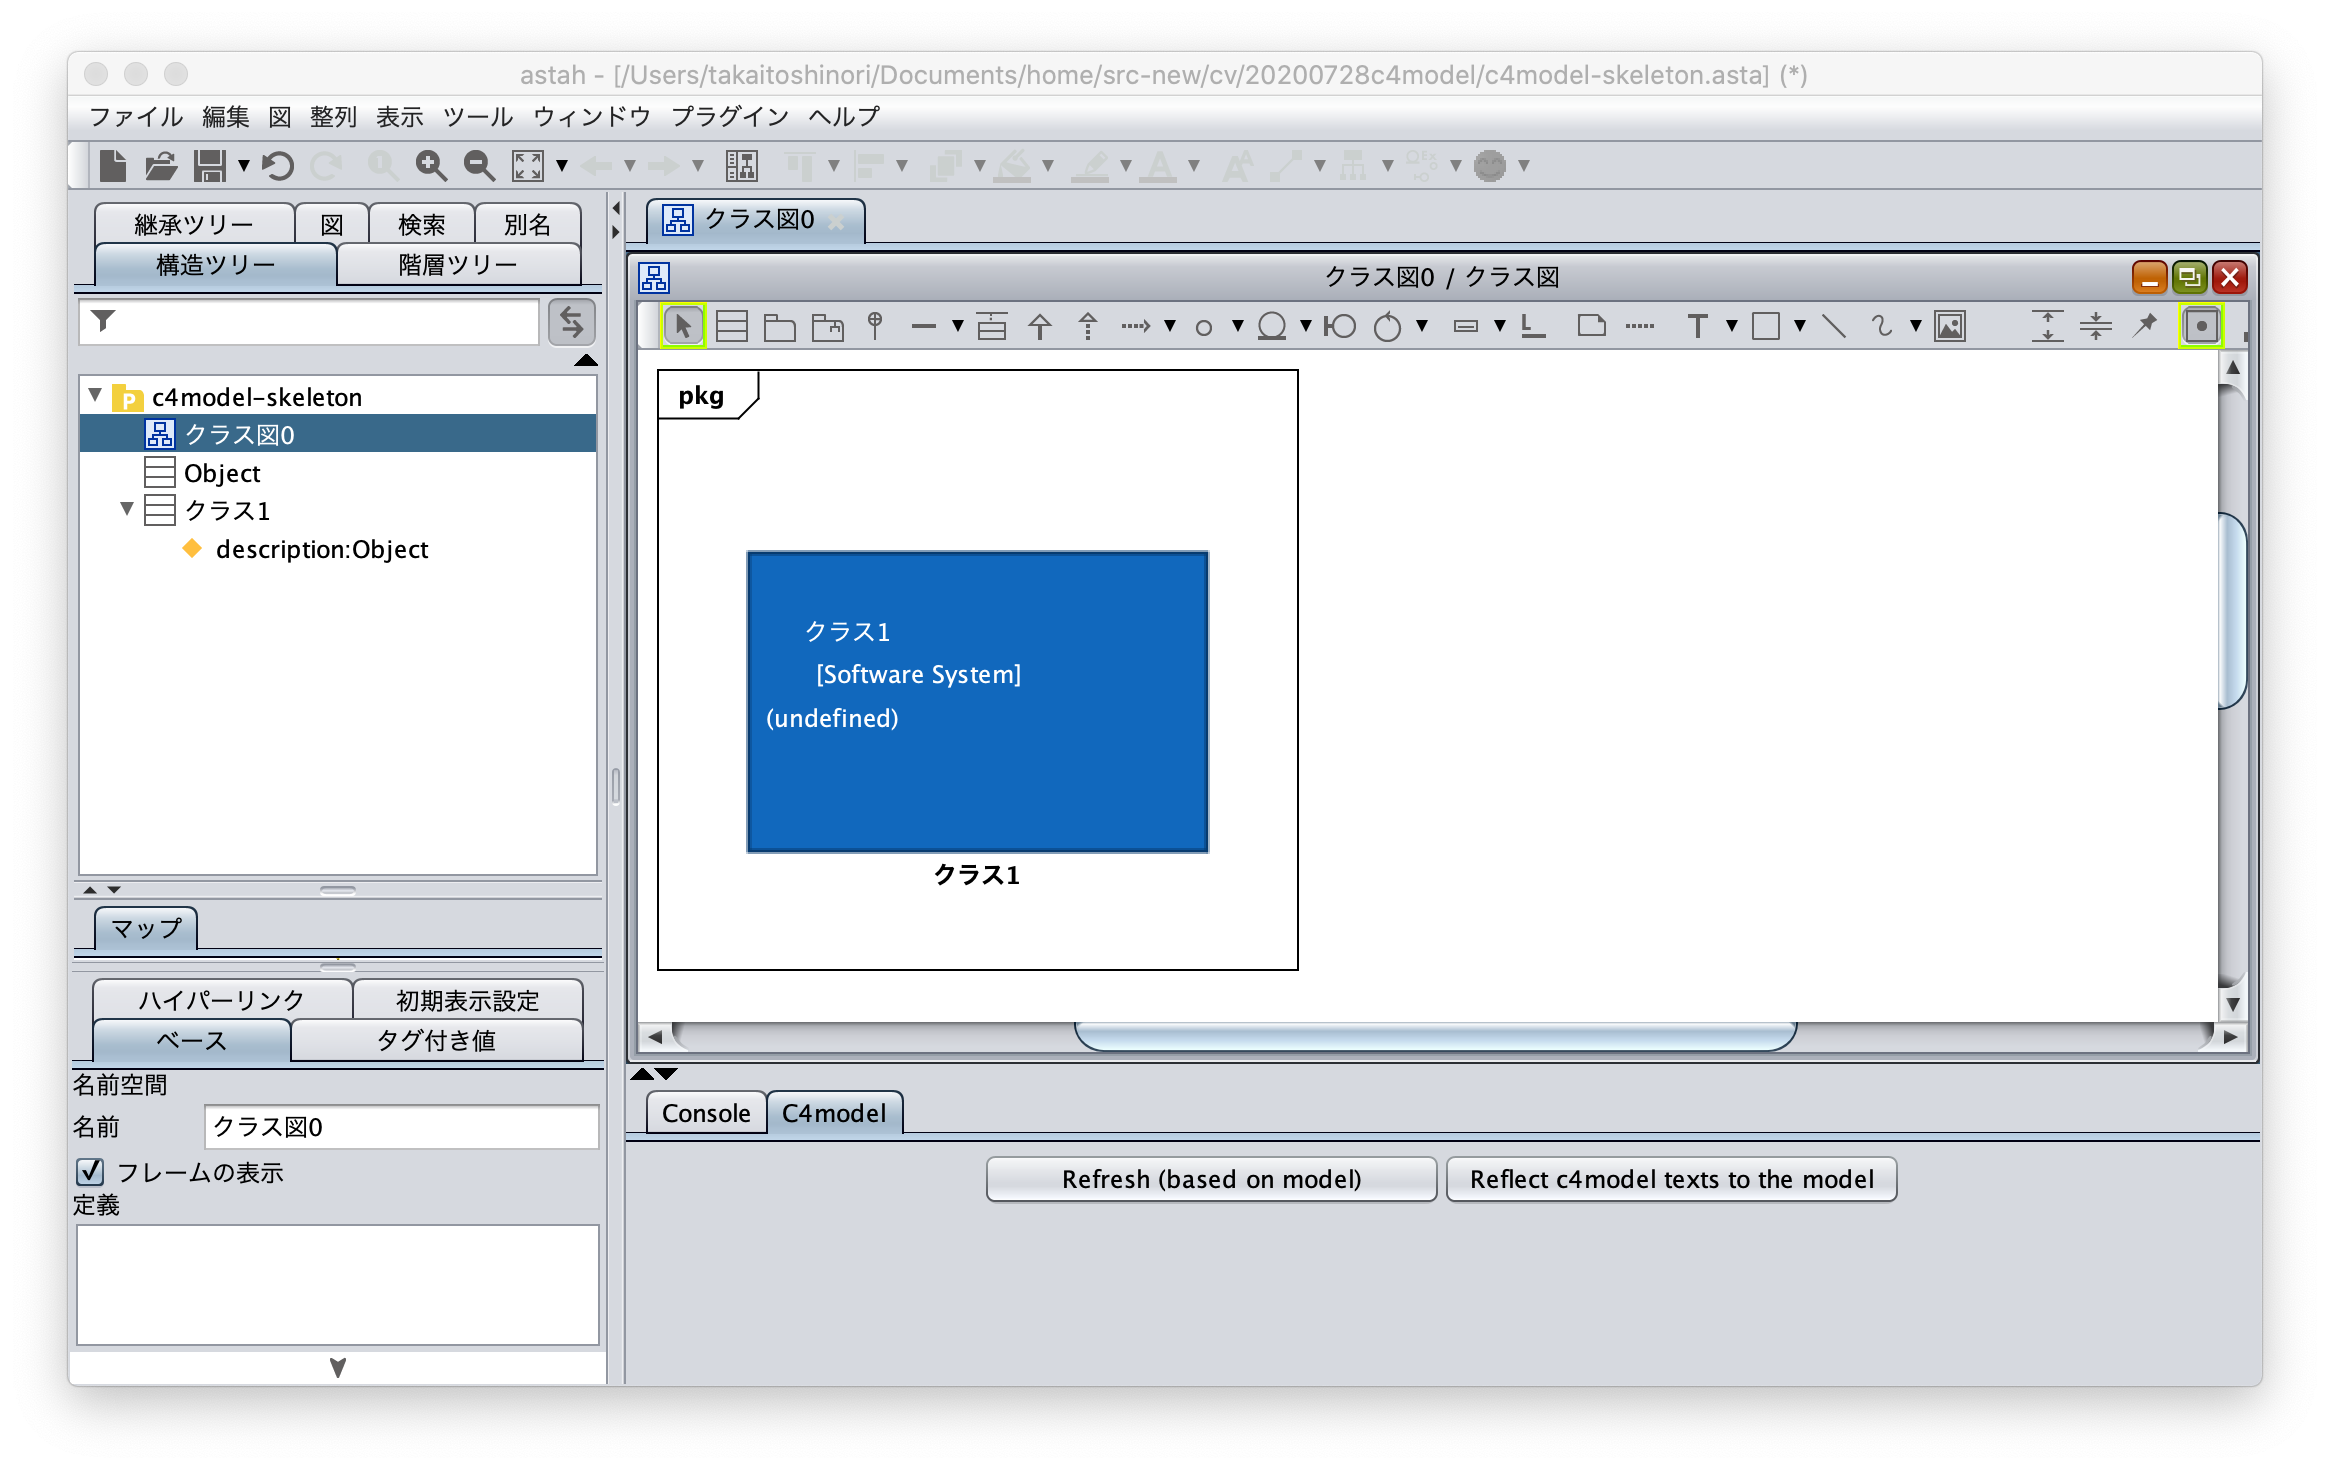 astah - [/Users/takaitoshinori/Documents/home/src-new/cv/20200728c4model/c4model-skeleton.asta] (*)
ファイル 編集 図 整列 表示 ツール ウィンドウ プラグイン ヘルプ
継承ツリー 図 検索 別名
構造ツリー 階層ツリー
c4model-skeleton
クラス図0
Object
クラス1
description:Object
マップ
ハイパーリンク 初期表示設定
ベース タグ付き値
名前空間
名前 クラス図0
フレームの表示
定義
クラス図0
クラス図0 / クラス図
pkg
クラス1
[Software System]
(undefined)
クラス1
Console C4model
Refresh (based on model) Reflect c4model texts to the model